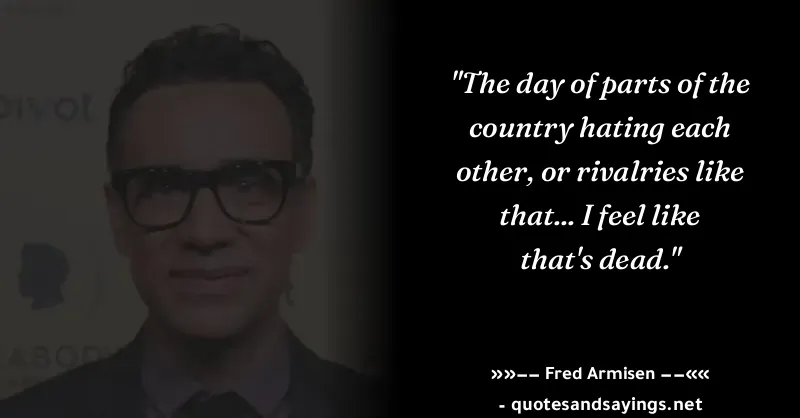 pivot
"The day of parts of the
country hating each
other, or rivalries like
that... I feel like
that's dead."
»»−− Fred Armisen −−««
- quotesandsayings.net